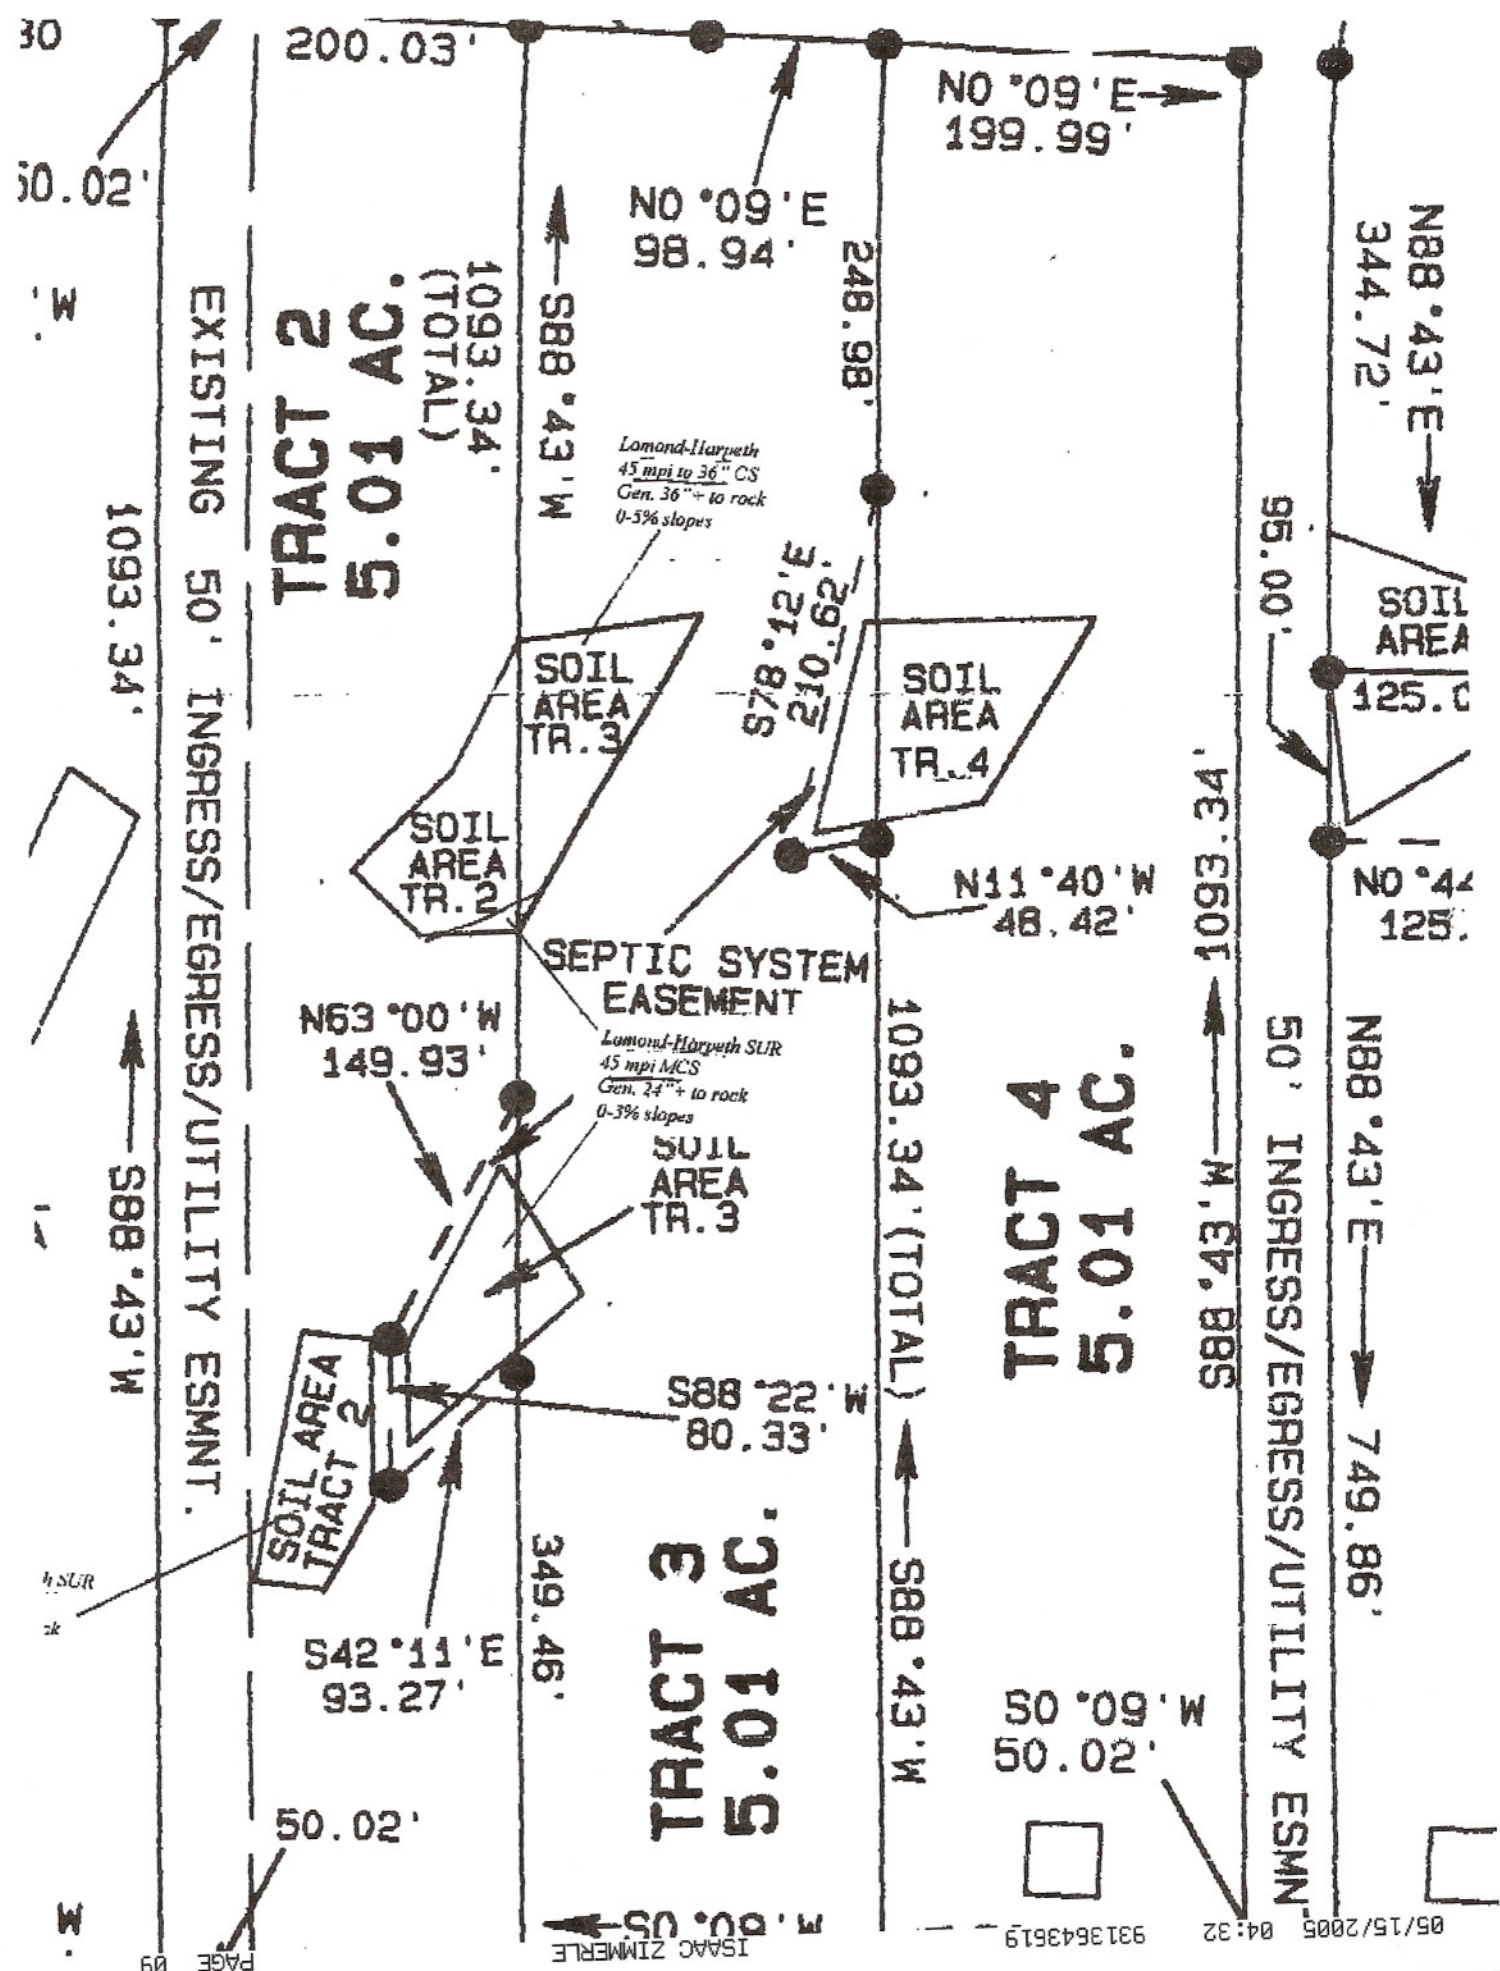 30
50.02'
200.03'
N0°09'E
199.99'
N0°09'E
98.94'
248.98'
N88°43'E
344.72'
W.
EXISTING 50' INGRESS/EGRESS/UTILITY ESMNT.
TRACT 2
5.01 AC.
1093.34'
(TOTAL)
S88°43'W
Lomond-Harpeth
45 mpi to 36" CS
Gen. 36"+ to rock
0-5% slopes
1093.34'
S88°43'W
SOIL
AREA
TR.3
SOIL
AREA
TR.2
S78°12'E
210.62'
SOIL
AREA
TR.4
95.00'
SOIL
AREA
125.0
N11°40'W
48.42'
N0°44
125.
SEPTIC SYSTEM
EASEMENT
N63°00'W
149.93'
Lomond-Harpeth SUR
45 mpi MCS
Gen. 24"+ to rock
0-3% slopes
SOIL
AREA
TR.3
1093.34'(TOTAL)
S88°43'W
TRACT 4
5.01 AC.
1093.34'
S88°43'W
50' INGRESS/EGRESS/UTILITY ESMN
N88°43'E
749.86'
SOIL AREA
TRACT 2
S88°22'W
80.33'
h SUR
S42°11'E
93.27'
349.46'
TRACT 3
5.01 AC.
S0°09'W
50.02'
50.02'
W.
S0°09'W
05/15/2005 04:32 9313643619 ISAAC ZIMMERLE PAGE 09